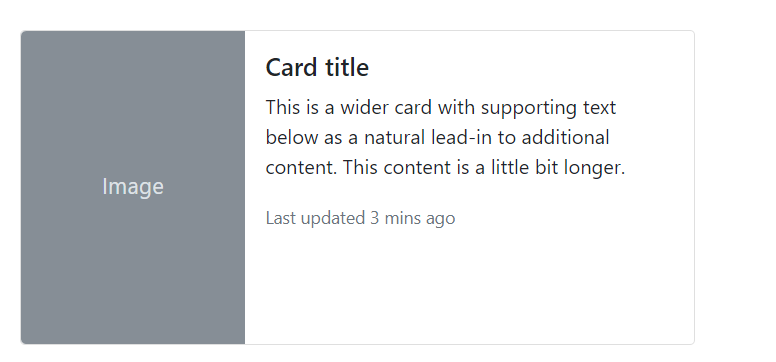 Image
Card title
This is a wider card with supporting text
below as a natural lead-in to additional
content. This content is a little bit longer.
Last updated 3 mins ago